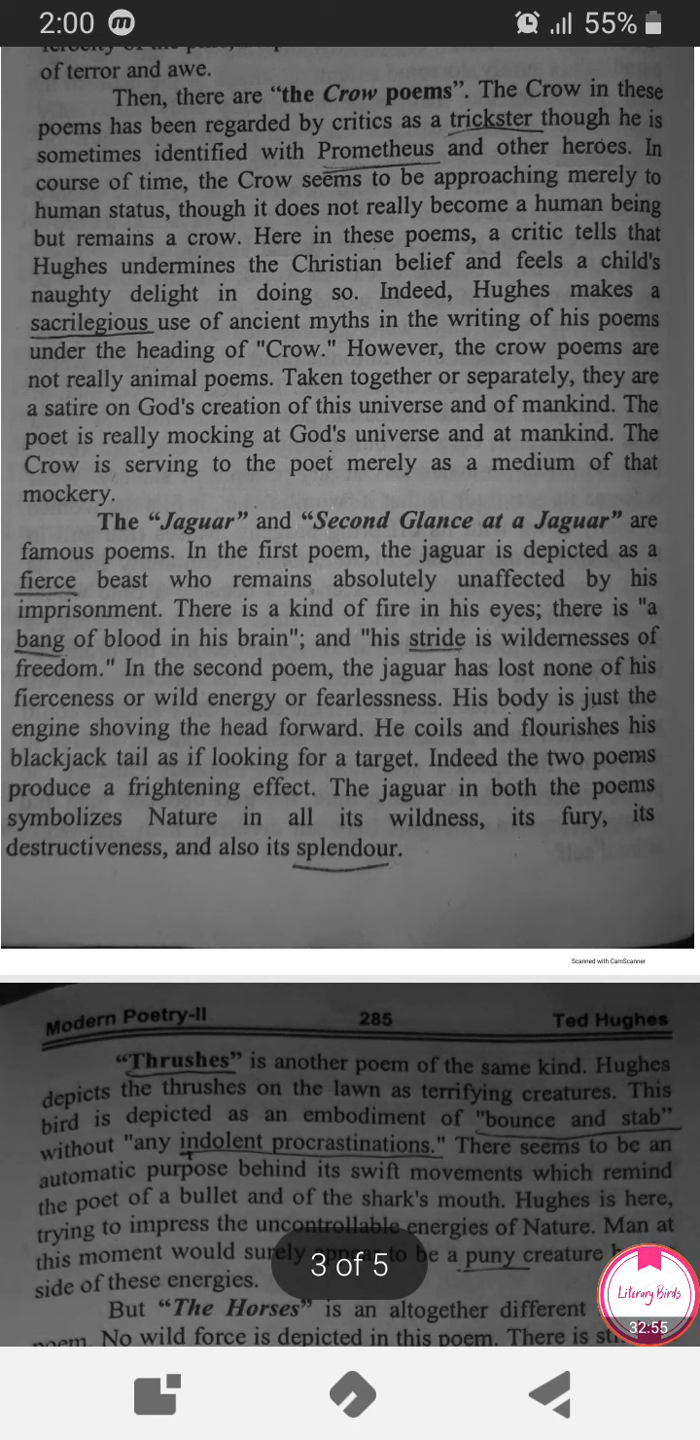 2:00 m 55%
of terror and awe.
Then, there are “the Crow poems”. The Crow in these
poems has been regarded by critics as a trickster though he is
sometimes identified with Prometheus and other heroes. In
course of time, the Crow seems to be approaching merely to
human status, though it does not really become a human being
but remains a crow. Here in these poems, a critic tells that
Hughes undermines the Christian belief and feels a child's
naughty delight in doing so. Indeed, Hughes makes a
sacrilegious use of ancient myths in the writing of his poems
under the heading of "Crow." However, the crow poems are
not really animal poems. Taken together or separately, they are
a satire on God's creation of this universe and of mankind. The
poet is really mocking at God's universe and at mankind. The
Crow is serving to the poet merely as a medium of that
mockery.
The “Jaguar” and “Second Glance at a Jaguar” are
famous poems. In the first poem, the jaguar is depicted as a
fierce beast who remains absolutely unaffected by his
imprisonment. There is a kind of fire in his eyes; there is "a
bang of blood in his brain"; and "his stride is wildernesses of
freedom." In the second poem, the jaguar has lost none of his
fierceness or wild energy or fearlessness. His body is just the
engine shoving the head forward. He coils and flourishes his
blackjack tail as if looking for a target. Indeed the two poems
produce a frightening effect. The jaguar in both the poems
symbolizes Nature in all its wildness, its fury, its
destructiveness, and also its splendour.
Scanned with CamScanner
Modern Poetry-II 285 Ted Hughes
“Thrushes” is another poem of the same kind. Hughes
depicts the thrushes on the lawn as terrifying creatures. This
bird is depicted as an embodiment of "bounce and stab"
without "any indolent procrastinations." There seems to be an
automatic purpose behind its swift movements which remind
the poet of a bullet and of the shark's mouth. Hughes is here,
trying to impress the uncontrollable energies of Nature. Man at
this moment would surely to be a puny creature
3 of 5
side of these energies.
Literary Birds
32:55
But “The Horses” is an altogether different
poem. No wild force is depicted in this poem. There is